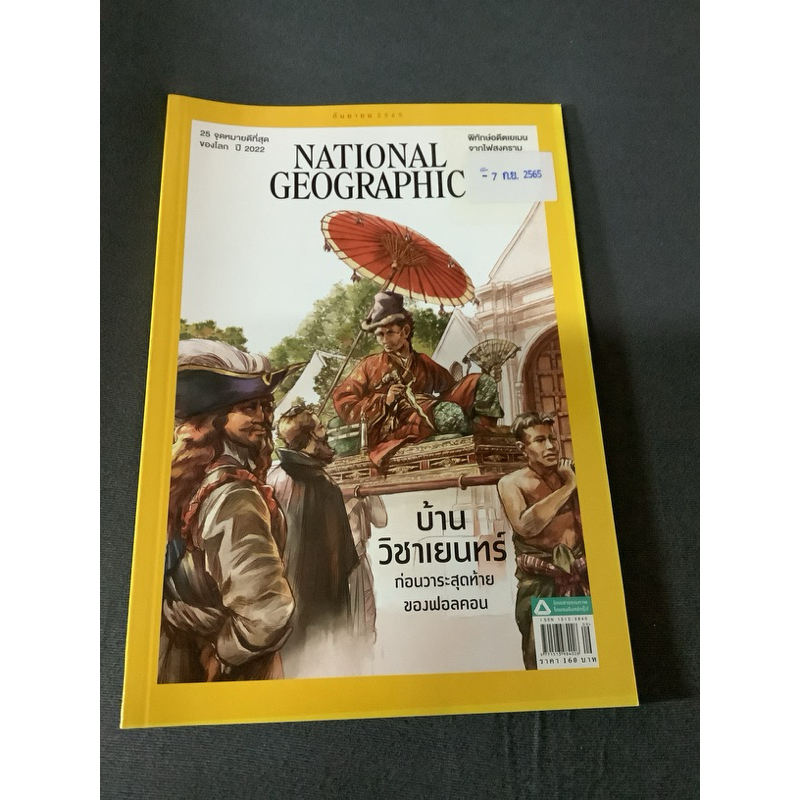 กันยายน 2565
25 จุดหมายดีที่สุด
ของโลก ปี 2022
พิทักษ์อดีตเยเมน
จากไฟสงคราม
NATIONAL
GEOGRAPHIC
- 7 ก.ย. 2565
บ้าน
วิชาเยนทร์
ก่อนวาระสุดท้าย
ของฟอลคอน
ราคา 160 บาท